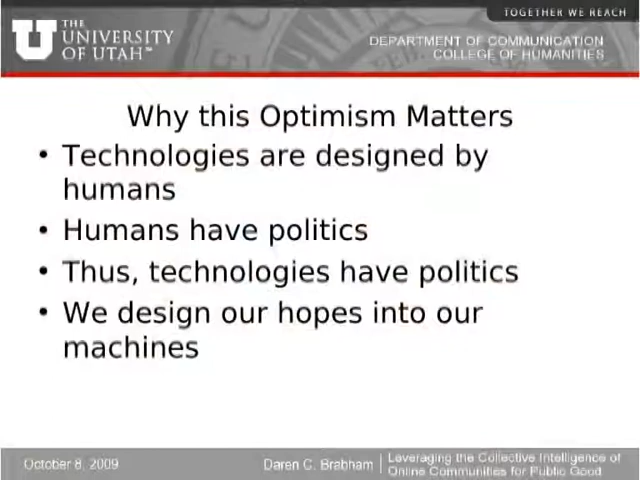 TOGETHER WE REACH
U THE UNIVERSITY OF UTAH™
DEPARTMENT OF COMMUNICATION
COLLEGE OF HUMANITIES
Why this Optimism Matters
• Technologies are designed by
humans
• Humans have politics
• Thus, technologies have politics
• We design our hopes into our
machines
October 8, 2009
Daren C. Brabham
Leveraging the Collective Intelligence of
Online Communities for Public Good